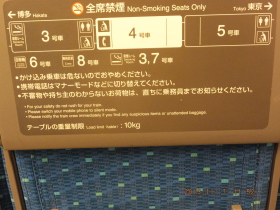 全席禁煙 Non-Smoking Seats Only
← 博多 Hakata
Tokyo 東京 →
3 号車
4 号車
5 号車
6 号車
8 号車
3,7 号車
•かけ込み乗車は危ないのでおやめください。
•携帯電話はマナーモードなどに切り替えてください。
•不審物や持ち主のわからないお荷物は、直ちに乗務員までお知らせください。
• For your safety do not rush for your train.
• Please switch your mobile phone to silent mode.
• Please notify the train crew immediately if you find any suspicious items or unattended baggage.
テーブルの重量制限 (Load limit (table)) : 10kg